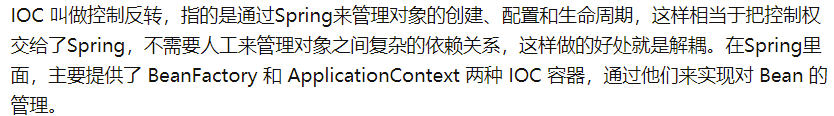 IOC 叫做控制反转，指的是通过Spring来管理对象的创建、配置和生命周期，这样相当于把控制权
交给了Spring，不需要人工来管理对象之间复杂的依赖关系，这样做的好处就是解耦。在Spring里
面，主要提供了 BeanFactory 和 ApplicationContext 两种 IOC 容器，通过他们来实现对 Bean 的
管理。